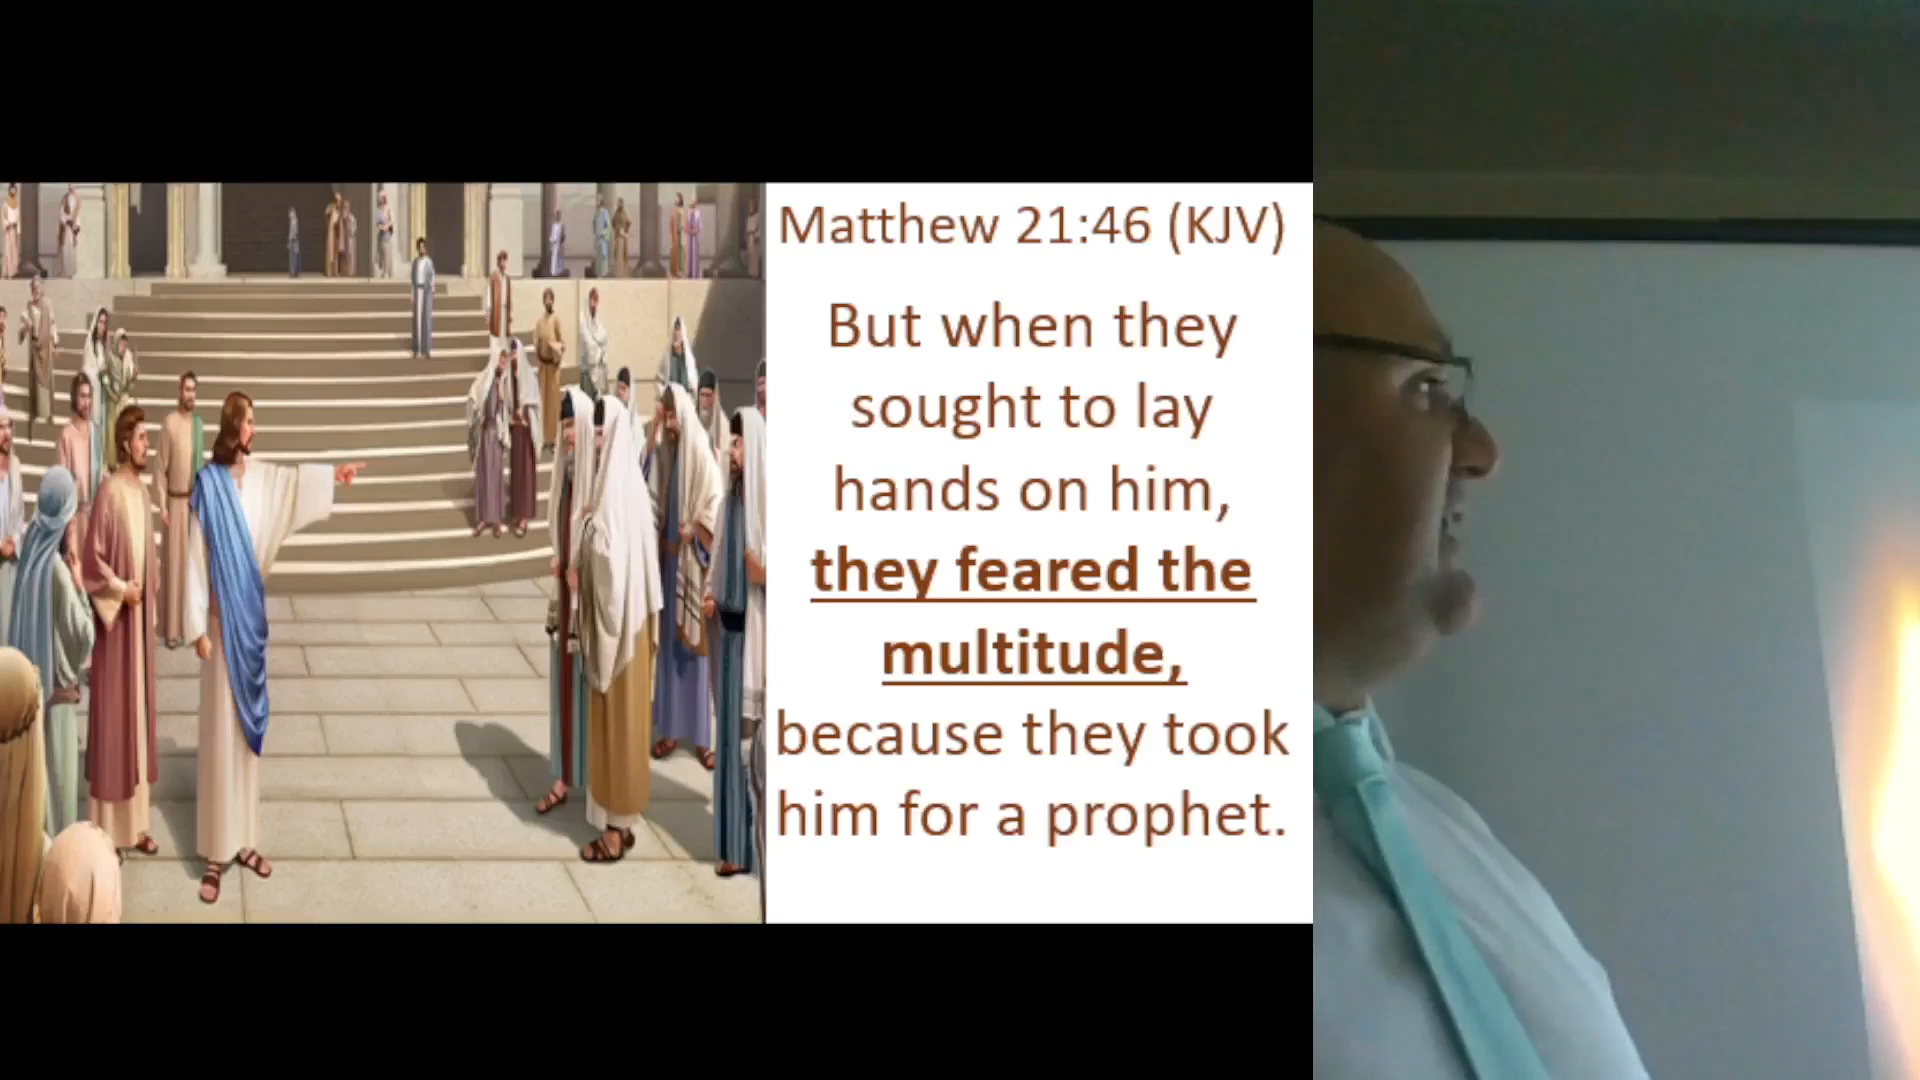 Matthew 21:46 (KJV)
But when they
sought to lay
hands on him,
they feared the
multitude,
because they took
him for a prophet.